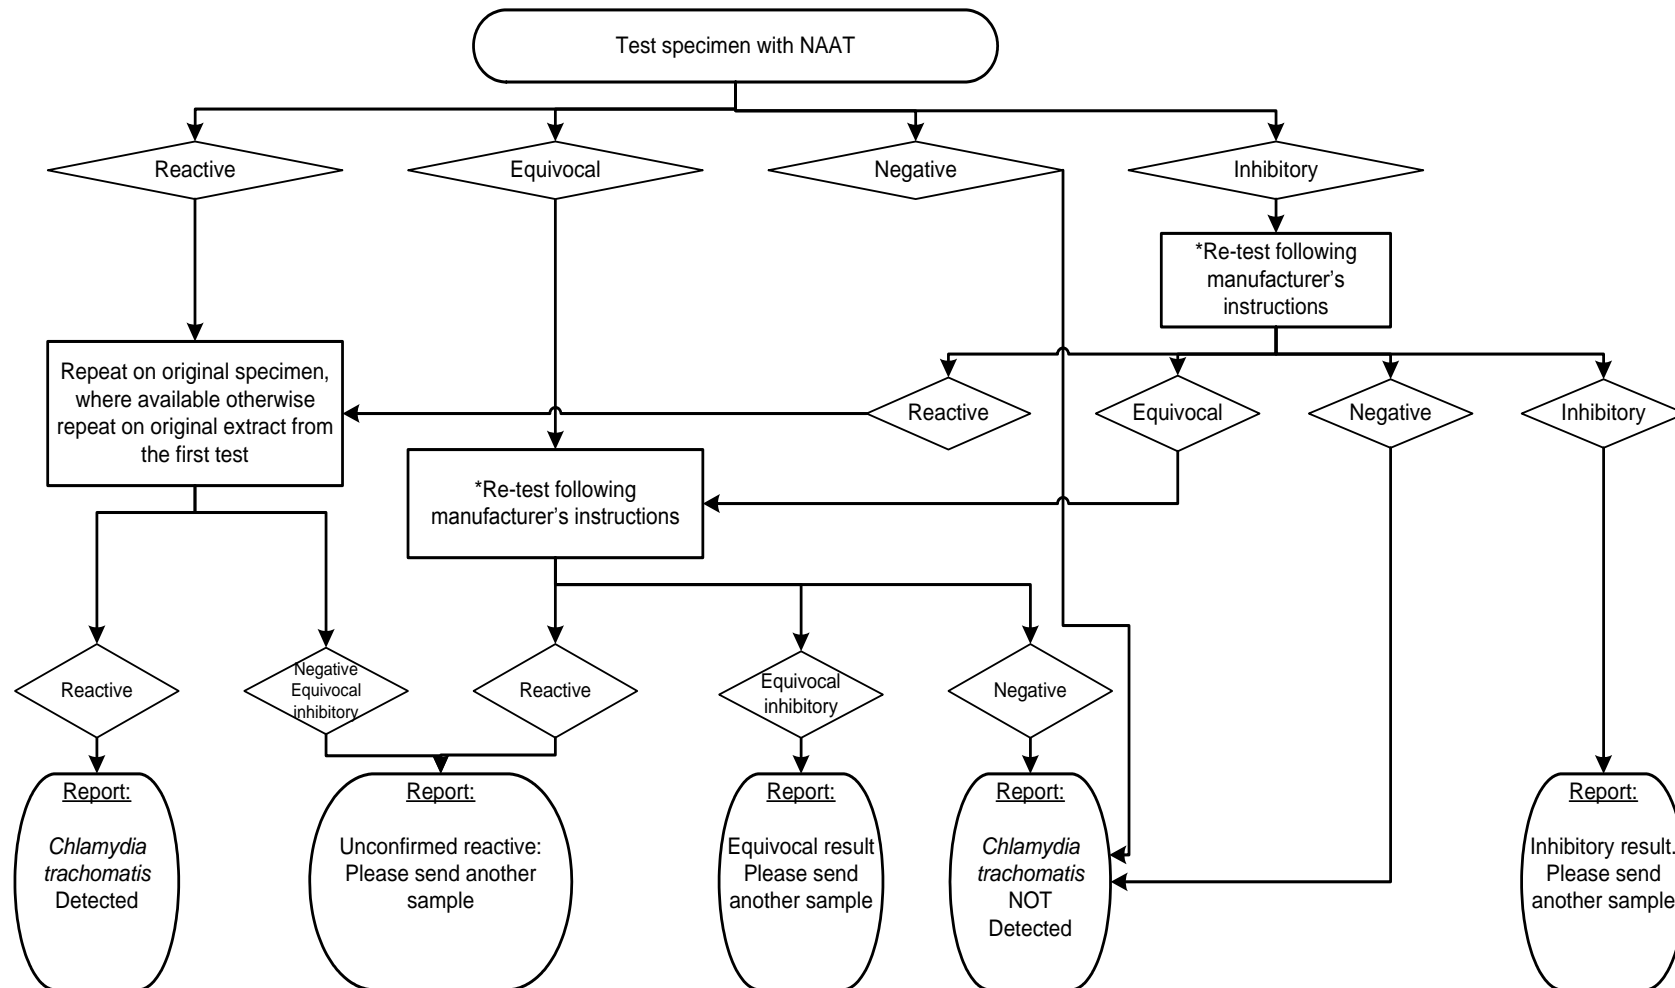 Test specimen with NAAT
Reactive
Equivocal
Negative
Inhibitory
*Re-test following
manufacturer's
instructions
Repeat on original specimen,
where available otherwise
repeat on original extract from
the first test
Reactive
Equivocal
Negative
Inhibitory
*Re-test following
manufacturer's instructions
Reactive
Negative
Equivocal
inhibitory
Reactive
Equivocal
inhibitory
Negative
Report:
Chlamydia
trachomatis
Detected
Report:
Unconfirmed reactive:
Please send another
sample
Report:
Equivocal result
Please send
another sample
Report:
Chlamydia
trachomatis
NOT
Detected
Report:
Inhibitory result.
Please send
another sample